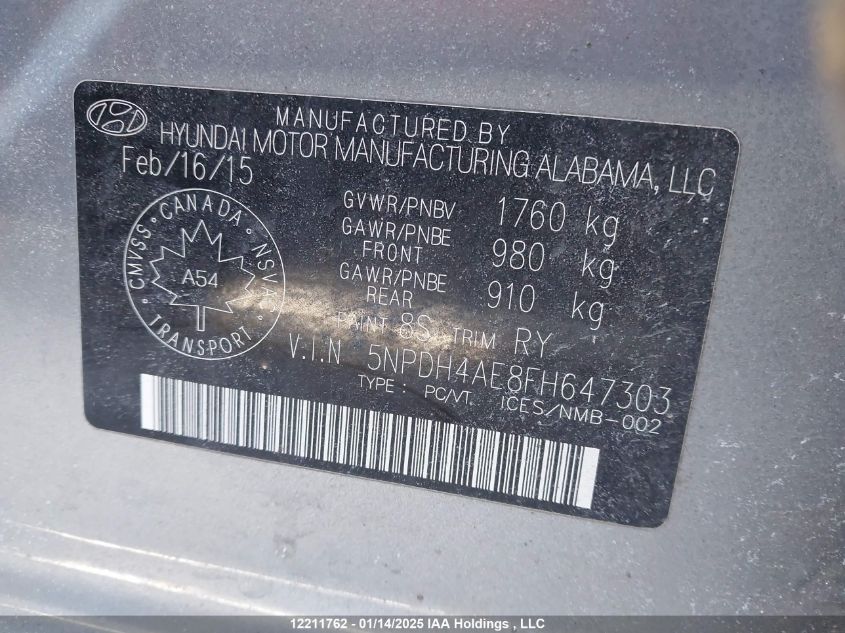 MANUFACTURED BY
HYUNDAI MOTOR MANUFACTURING ALABAMA, LLC
Feb/16/15
GVWR/PNBV 1760 kg
GAWR/PNBE FRONT 980 kg
GAWR/PNBE REAR 910 kg
CANADA
CMVSS NSVAC
A54
TRANSPORT
PAINT 8S TRIM RY
V.I.N 5NPDH4AE8FH647303
TYPE : PC/VT ICES/NMB-002
12211762 - 01/14/2025 IAA Holdings , LLC